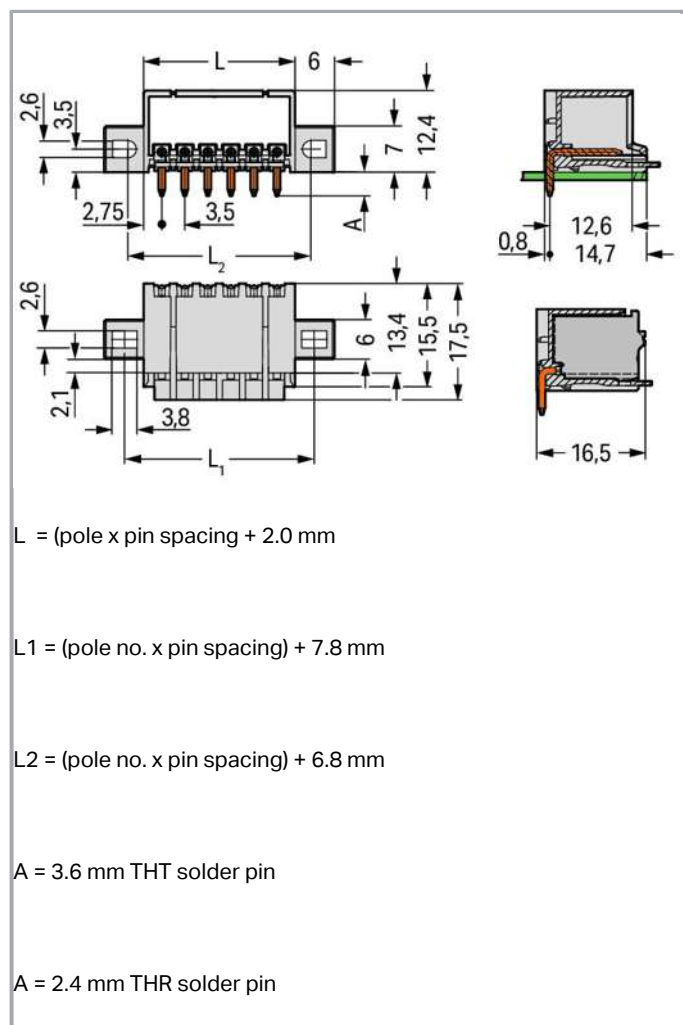 L 6
2,6 3,5 7 12,4
2,75 3,5 A 12,6
L2 0,8 14,7
2,6 6 13,4 15,5 17,5
2,1 3,8
L1 16,5
L = (pole x pin spacing + 2.0 mm
L1 = (pole no. x pin spacing) + 7.8 mm
L2 = (pole no. x pin spacing) + 6.8 mm
A = 3.6 mm THT solder pin
A = 2.4 mm THR solder pin